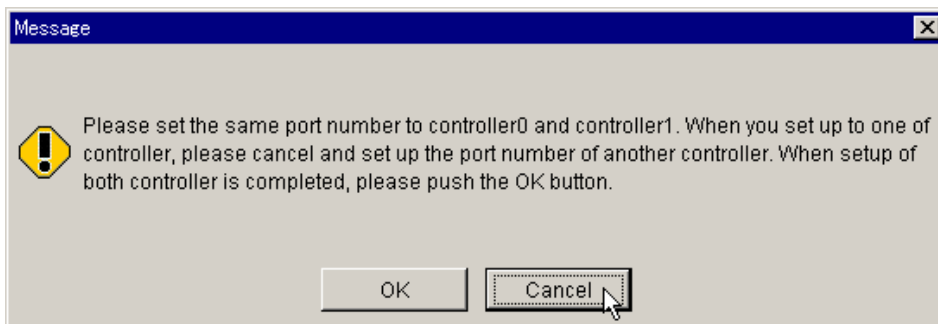 Message
Please set the same port number to controller0 and controller1. When you set up to one of
controller, please cancel and set up the port number of another controller. When setup of
both controller is completed, please push the OK button.
OK
Cancel